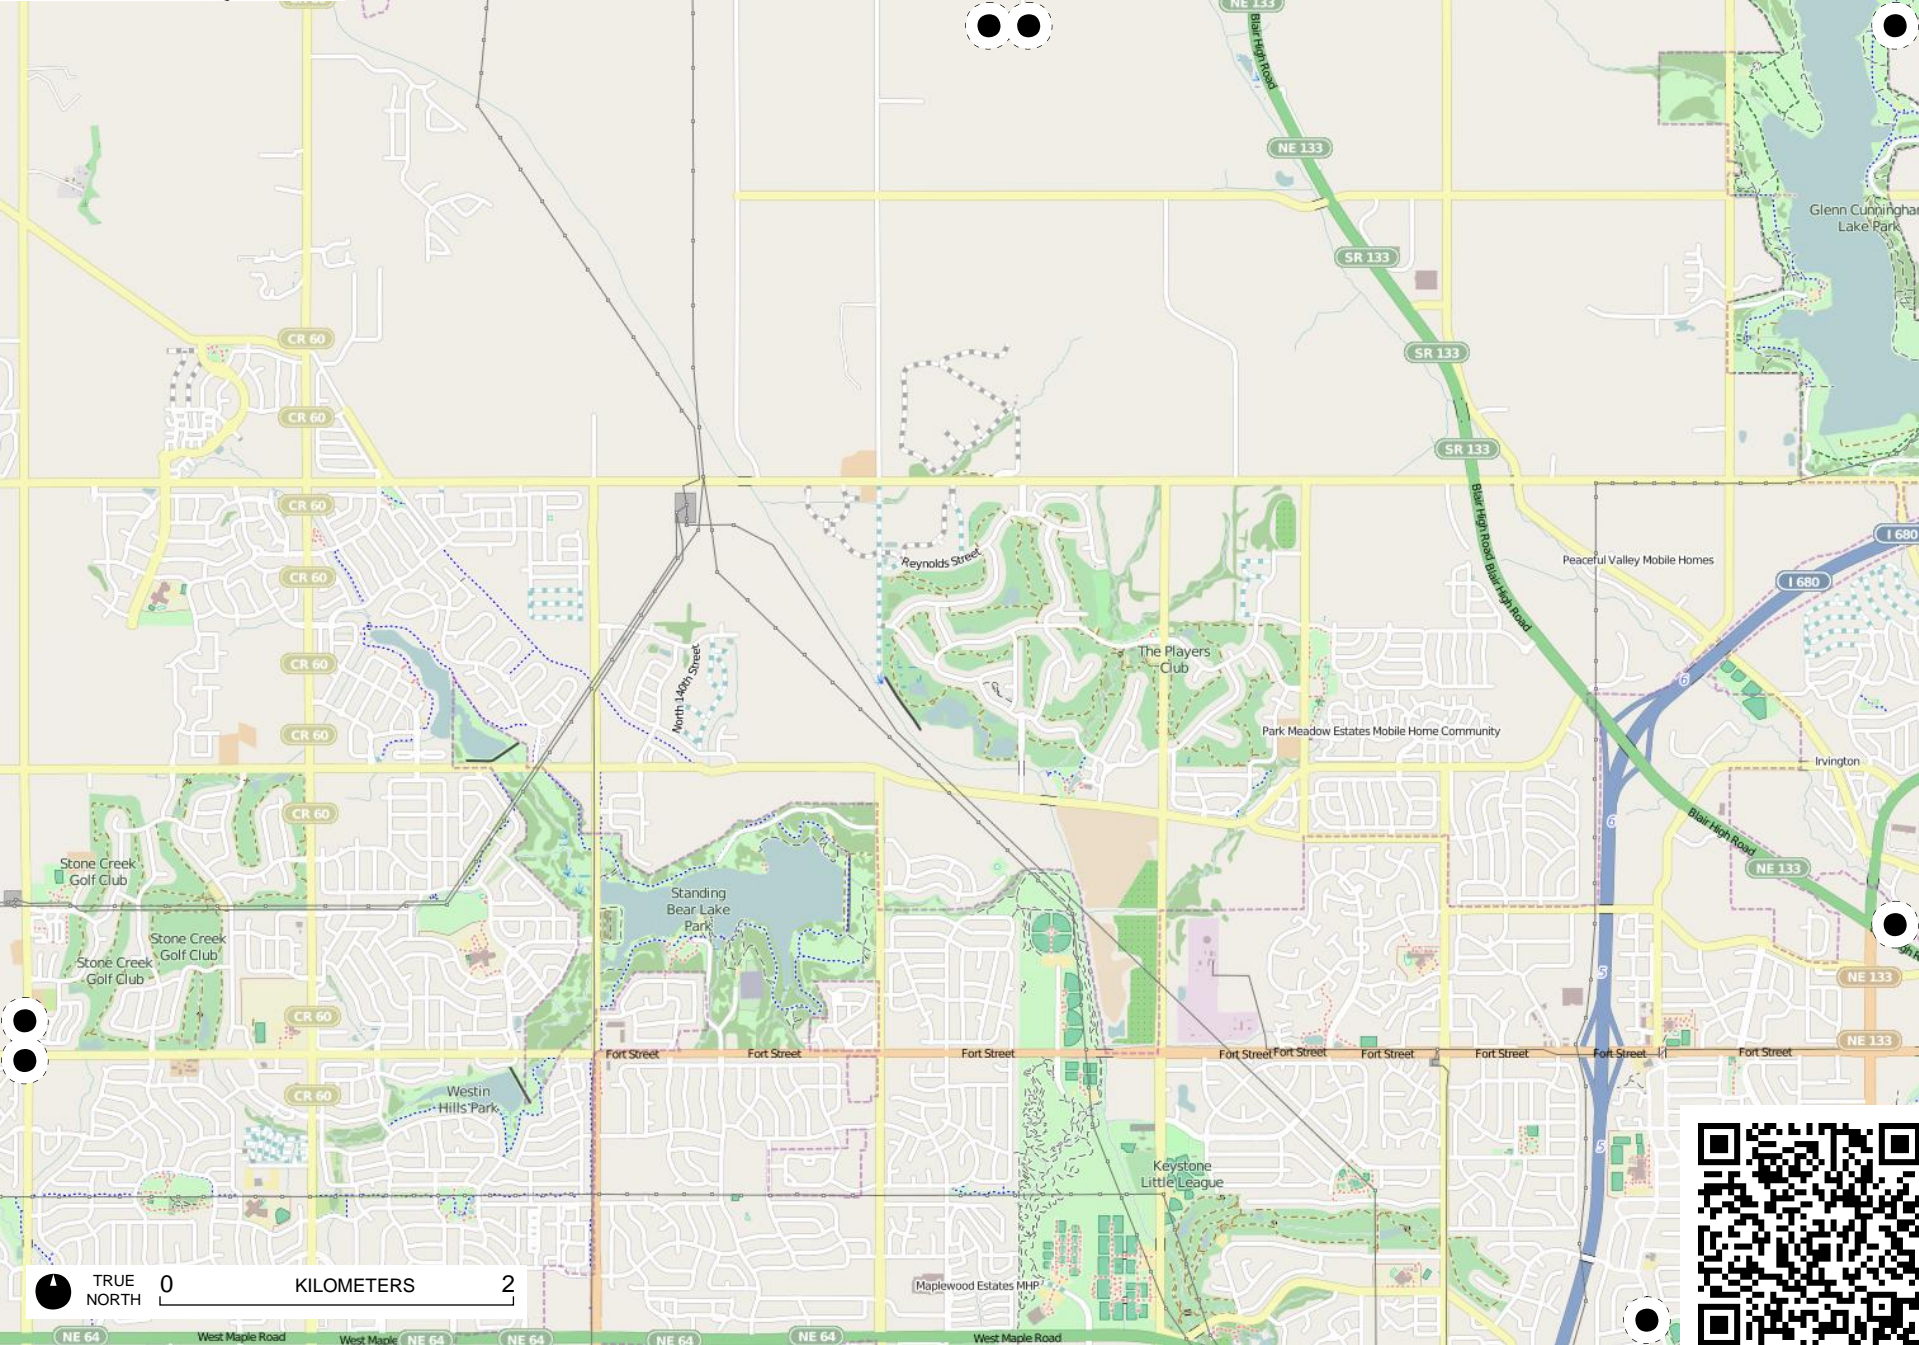 NE 133
Blair High Road
NE 133
Glenn Cunningham
Lake Park
SR 133
CR 60
SR 133
CR 60
SR 133
CR 60
Blair High Road
Blair High Road
I 680
Reynolds Street
Peaceful Valley Mobile Homes
CR 60
I 680
The Players
Club
CR 60
North 140th Street
6
CR 60
Park Meadow Estates Mobile Home Community
Irvington
CR 60
6
Blair High Road
Stone Creek
Golf Club
NE 133
Standing
Bear Lake
Park
Stone Creek
Golf Club
Stone Creek
Golf Club
5
NE 133
CR 60
NE 133
Fort Street
Fort Street
Fort Street
Fort Street
Fort Street
Fort Street
Fort Street
Fort Street
Fort Street
Westin
Hills Park
CR 60
5
Keystone
Little League
TRUE
NORTH
0
KILOMETERS
2
Maplewood Estates MHP
NE 64
West Maple Road
West Maple
NE 64
NE 64
NE 64
NE 64
West Maple Road